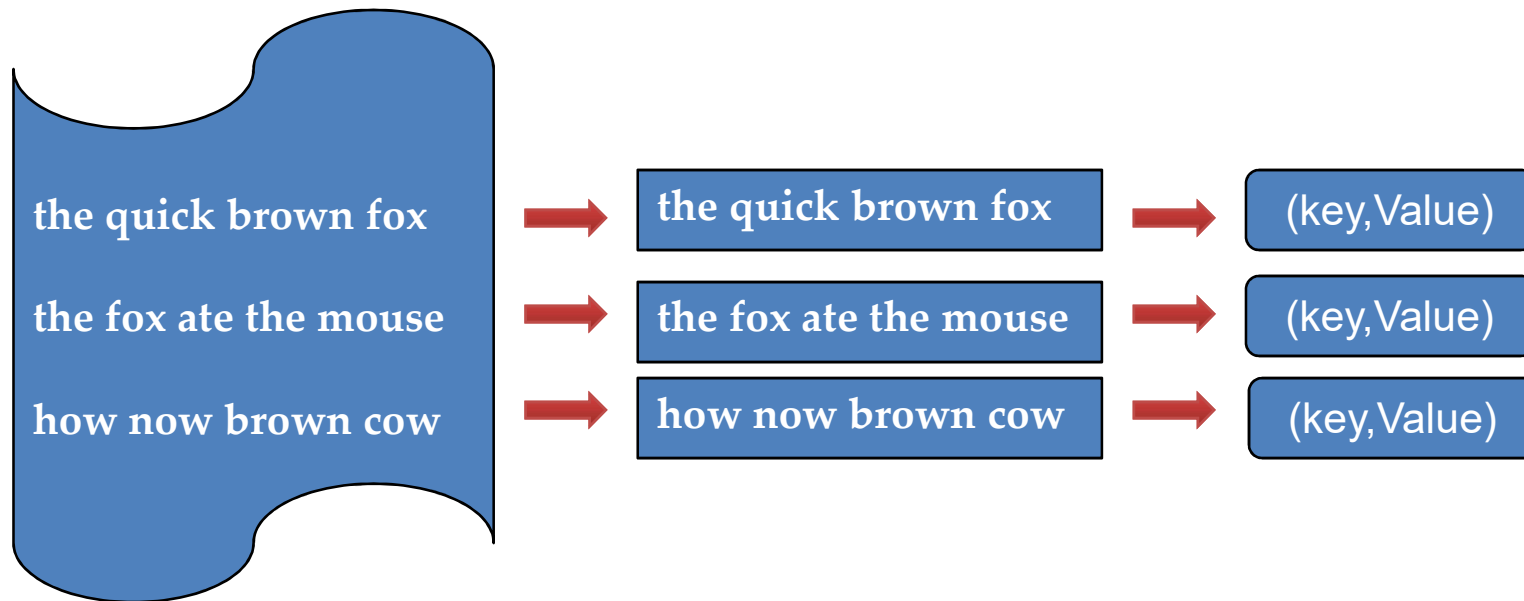 the quick brown fox
the fox ate the mouse
how now brown cow
the quick brown fox
the fox ate the mouse
how now brown cow
(key,Value)
(key,Value)
(key,Value)